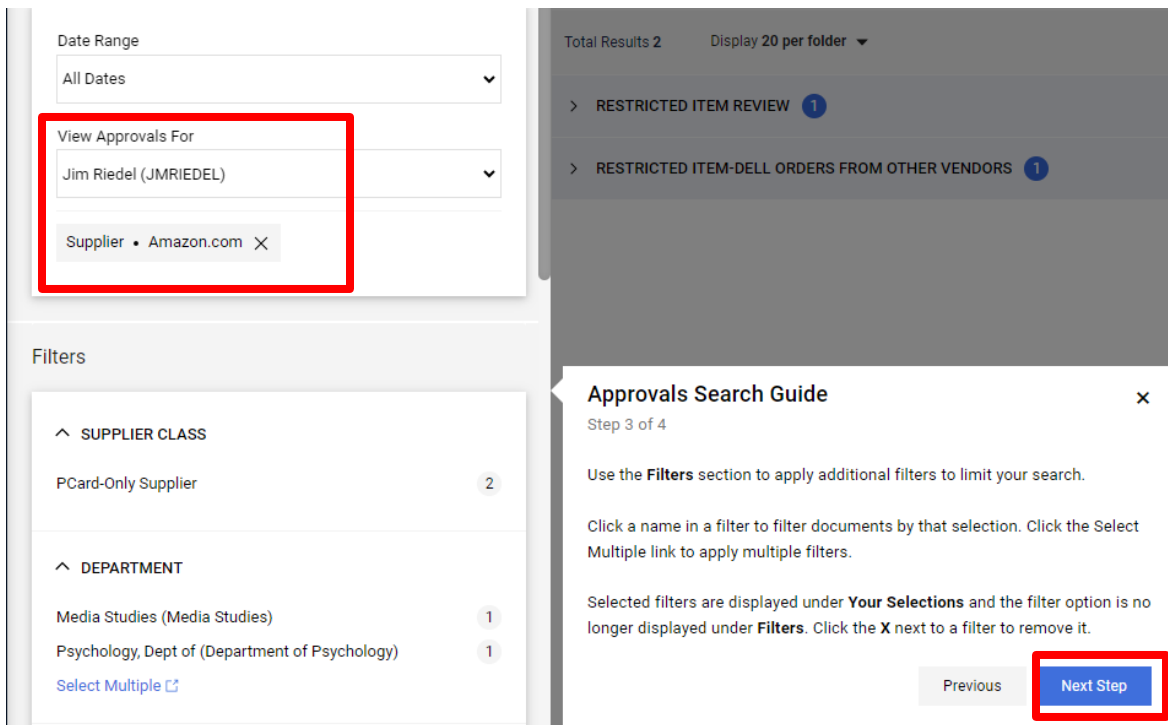 Date Range
All Dates
View Approvals For
Jim Riedel (JMRIEDEL)
Supplier • Amazon.com ×
Filters
SUPPLIER CLASS
PCard-Only Supplier 2
DEPARTMENT
Media Studies (Media Studies) 1
Psychology, Dept of (Department of Psychology) 1
Select Multiple
Total Results 2 Display 20 per folder
RESTRICTED ITEM REVIEW 1
RESTRICTED ITEM-DELL ORDERS FROM OTHER VENDORS 1
Approvals Search Guide ×
Step 3 of 4
Use the Filters section to apply additional filters to limit your search.
Click a name in a filter to filter documents by that selection. Click the Select
Multiple link to apply multiple filters.
Selected filters are displayed under Your Selections and the filter option is no
longer displayed under Filters. Click the X next to a filter to remove it.
Previous Next Step